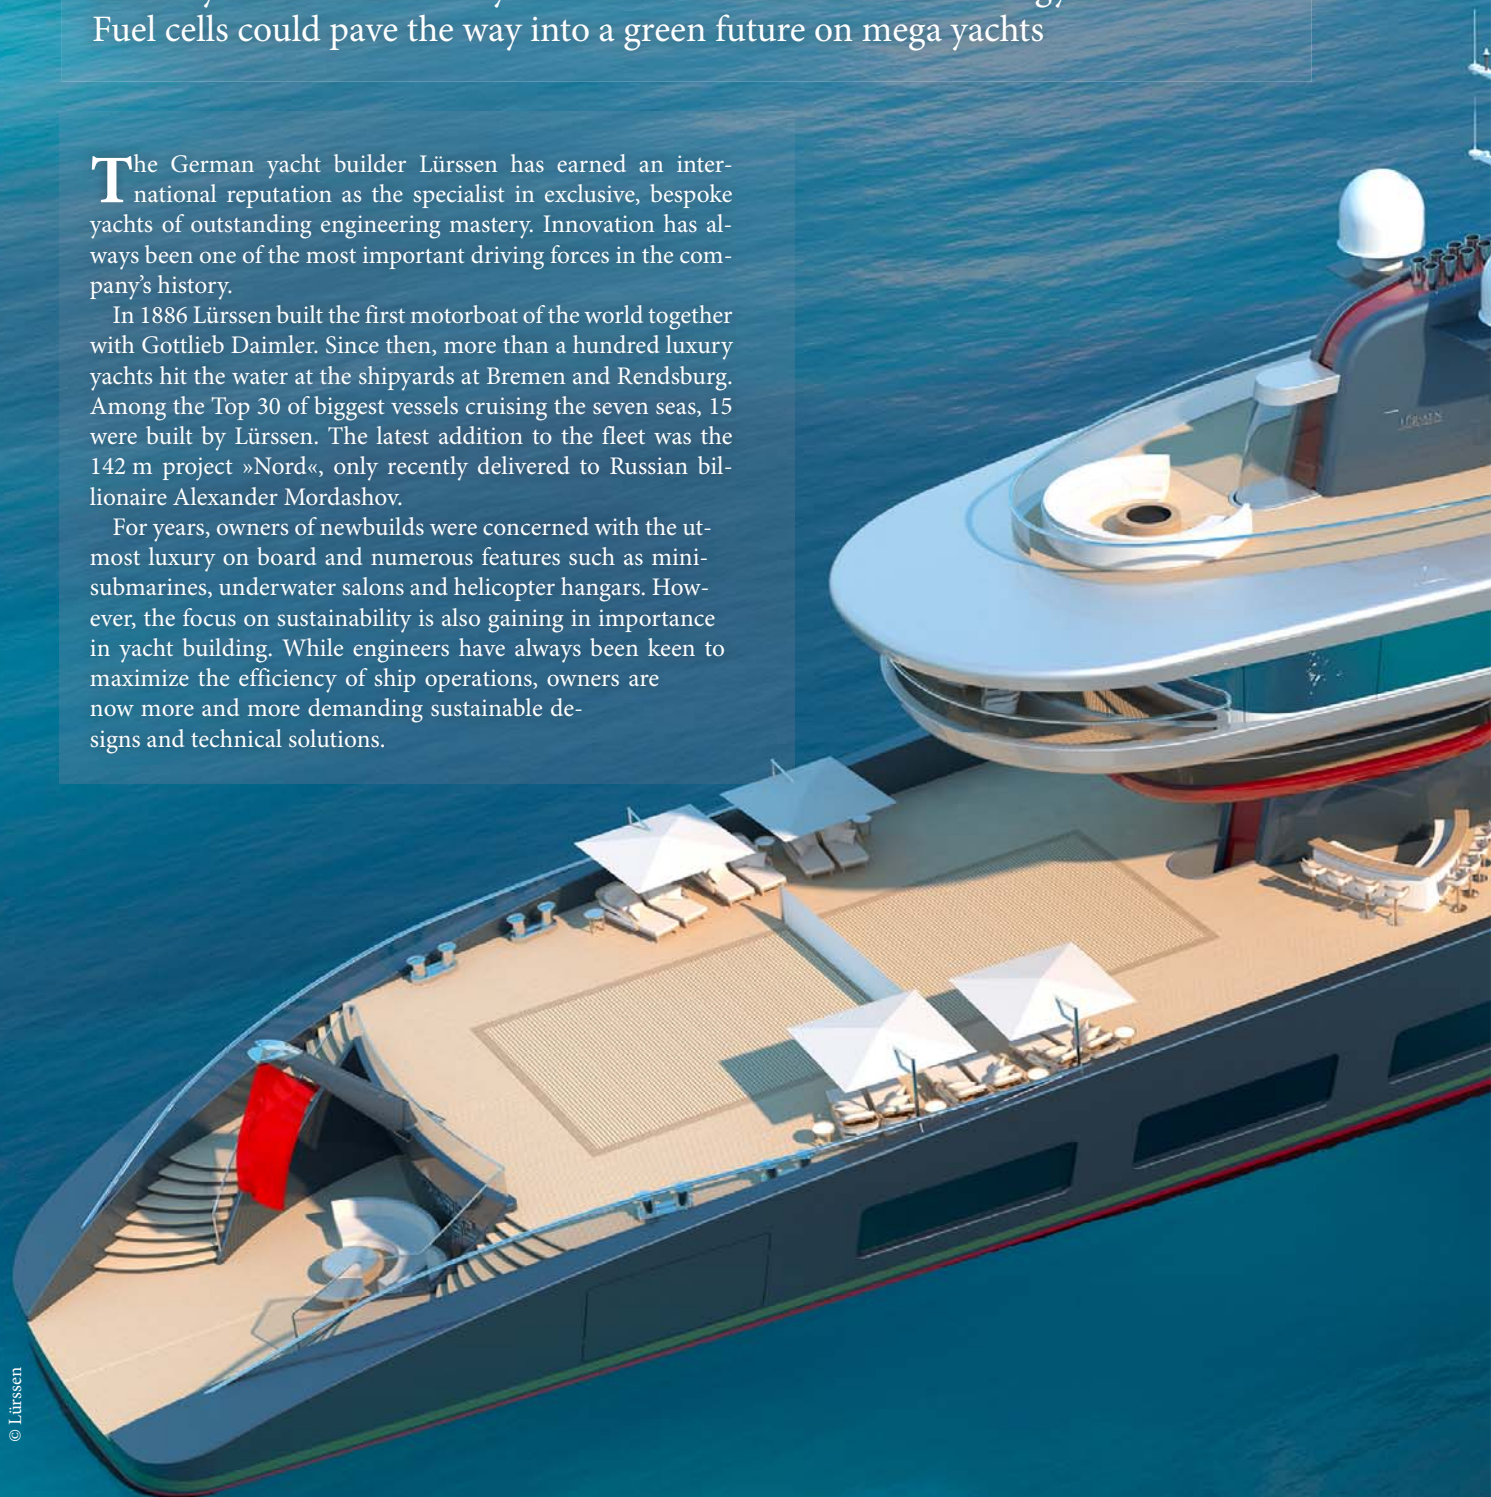 Fuel cells could pave the way into a green future on mega yachts
The German yacht builder Lürssen has earned an inter-
national reputation as the specialist in exclusive, bespoke
yachts of outstanding engineering mastery. Innovation has al-
ways been one of the most important driving forces in the com-
pany’s history.
In 1886 Lürssen built the first motorboat of the world together
with Gottlieb Daimler. Since then, more than a hundred luxury
yachts hit the water at the shipyards at Bremen and Rendsburg.
Among the Top 30 of biggest vessels cruising the seven seas, 15
were built by Lürssen. The latest addition to the fleet was the
142 m project »Nord«, only recently delivered to Russian bil-
lionaire Alexander Mordashov.
For years, owners of newbuilds were concerned with the ut-
most luxury on board and numerous features such as mini-
submarines, underwater salons and helicopter hangars. How-
ever, the focus on sustainability is also gaining in importance
in yacht building. While engineers have always been keen to
maximize the efficiency of ship operations, owners are
now more and more demanding sustainable de-
signs and technical solutions.
LÜRSSEN
© Lürssen